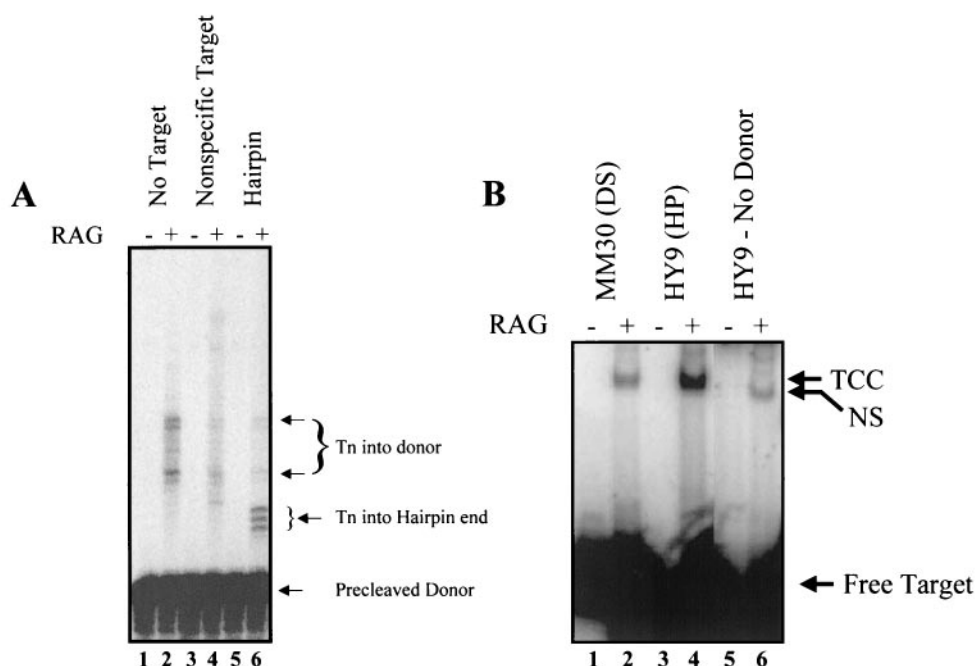 A
No Target
Nonspecific Target
Hairpin
RAG - + - + - +
Tn into donor
Tn into Hairpin end
Precleaved Donor
1 2 3 4 5 6
B
MM30 (DS)
HY9 (HP)
HY9 - No Donor
RAG - + - + - +
TCC
NS
Free Target
1 2 3 4 5 6